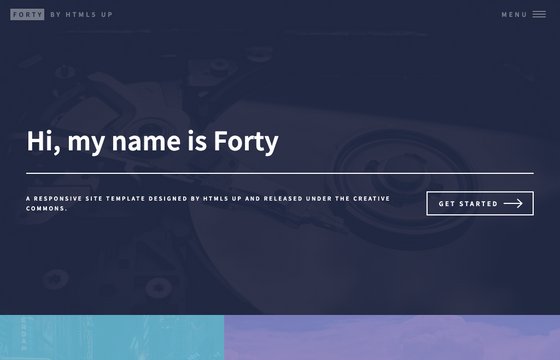 FORTY BY HTML5 UP
MENU
Hi, my name is Forty
A RESPONSIVE SITE TEMPLATE DESIGNED BY HTML5 UP AND RELEASED UNDER THE CREATIVE
COMMONS.
GET STARTED